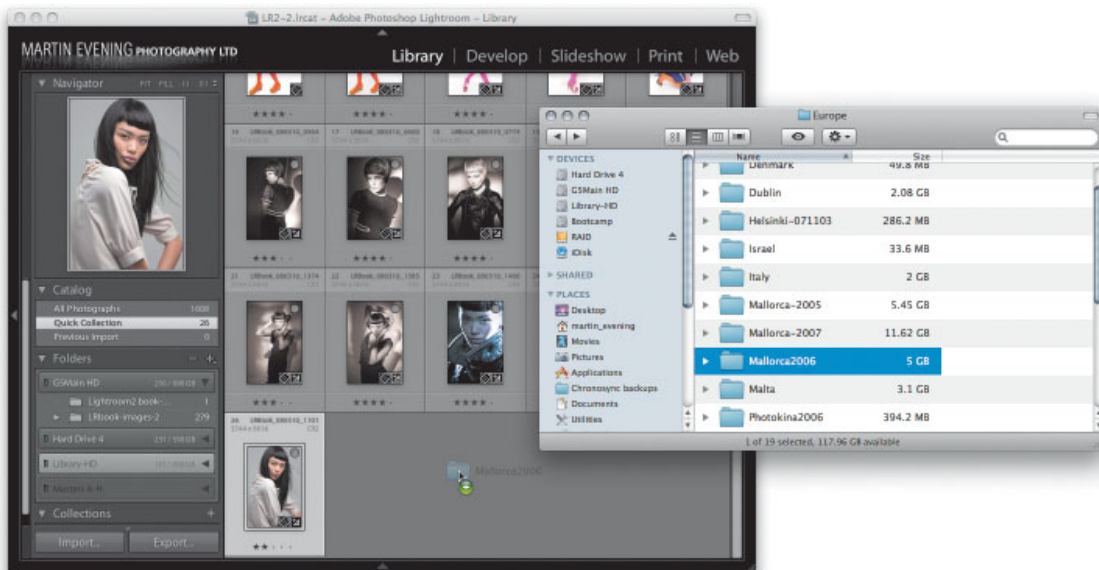 LR2-2.lrcat - Adobe Photoshop Lightroom - Library
MARTIN EVENING PHOTOGRAPHY LTD
Library | Develop | Slideshow | Print | Web
Navigator FIT FILL 1:1
Catalog
All Photographs 1008
Quick Collection 26
Previous Import 0
Folders
GSMain HD
Lightroom2 book-... 1
LRbook-images-2 279
Hard Drive 4
Library-HD
Collections
Import... Export...
Mallorca2006
Europe
DEVICES
Hard Drive 4
GSMain HD
Library-HD
Bootcamp
RAID
iDisk
SHARED
PLACES
Desktop
martin_evening
Movies
Pictures
Applications
Chronosync backups
Documents
Utilities
Name Size
Denmark 49.8 MB
Dublin 2.08 GB
Helsinki-071103 286.2 MB
Israel 33.6 MB
Italy 2 GB
Mallorca-2005 5.45 GB
Mallorca-2007 11.62 GB
Mallorca2006 5 GB
Malta 3.1 GB
Photokina2006 394.2 MB
1 of 19 selected, 117.96 GB available